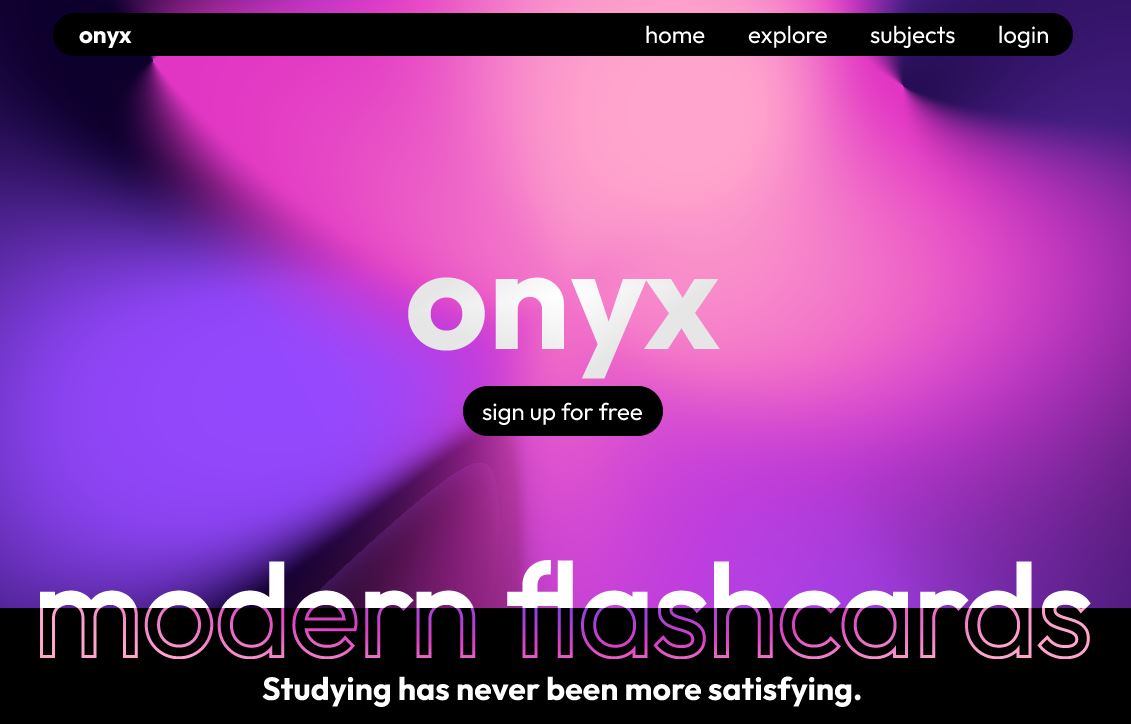 onyx home explore subjects login
onyx
sign up for free
modern flashcards
Studying has never been more satisfying.